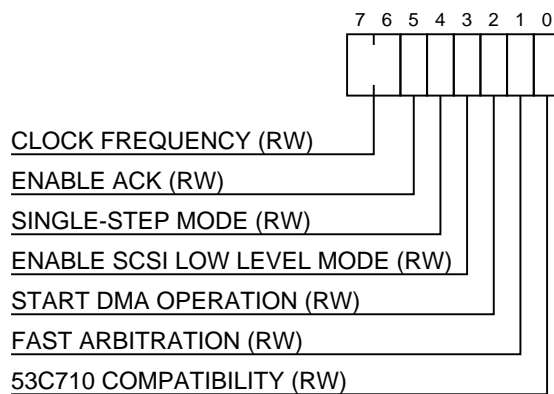 7 6 5 4 3 2 1 0
CLOCK FREQUENCY (RW)
ENABLE ACK (RW)
SINGLE-STEP MODE (RW)
ENABLE SCSI LOW LEVEL MODE (RW)
START DMA OPERATION (RW)
FAST ARBITRATION (RW)
53C710 COMPATIBILITY (RW)